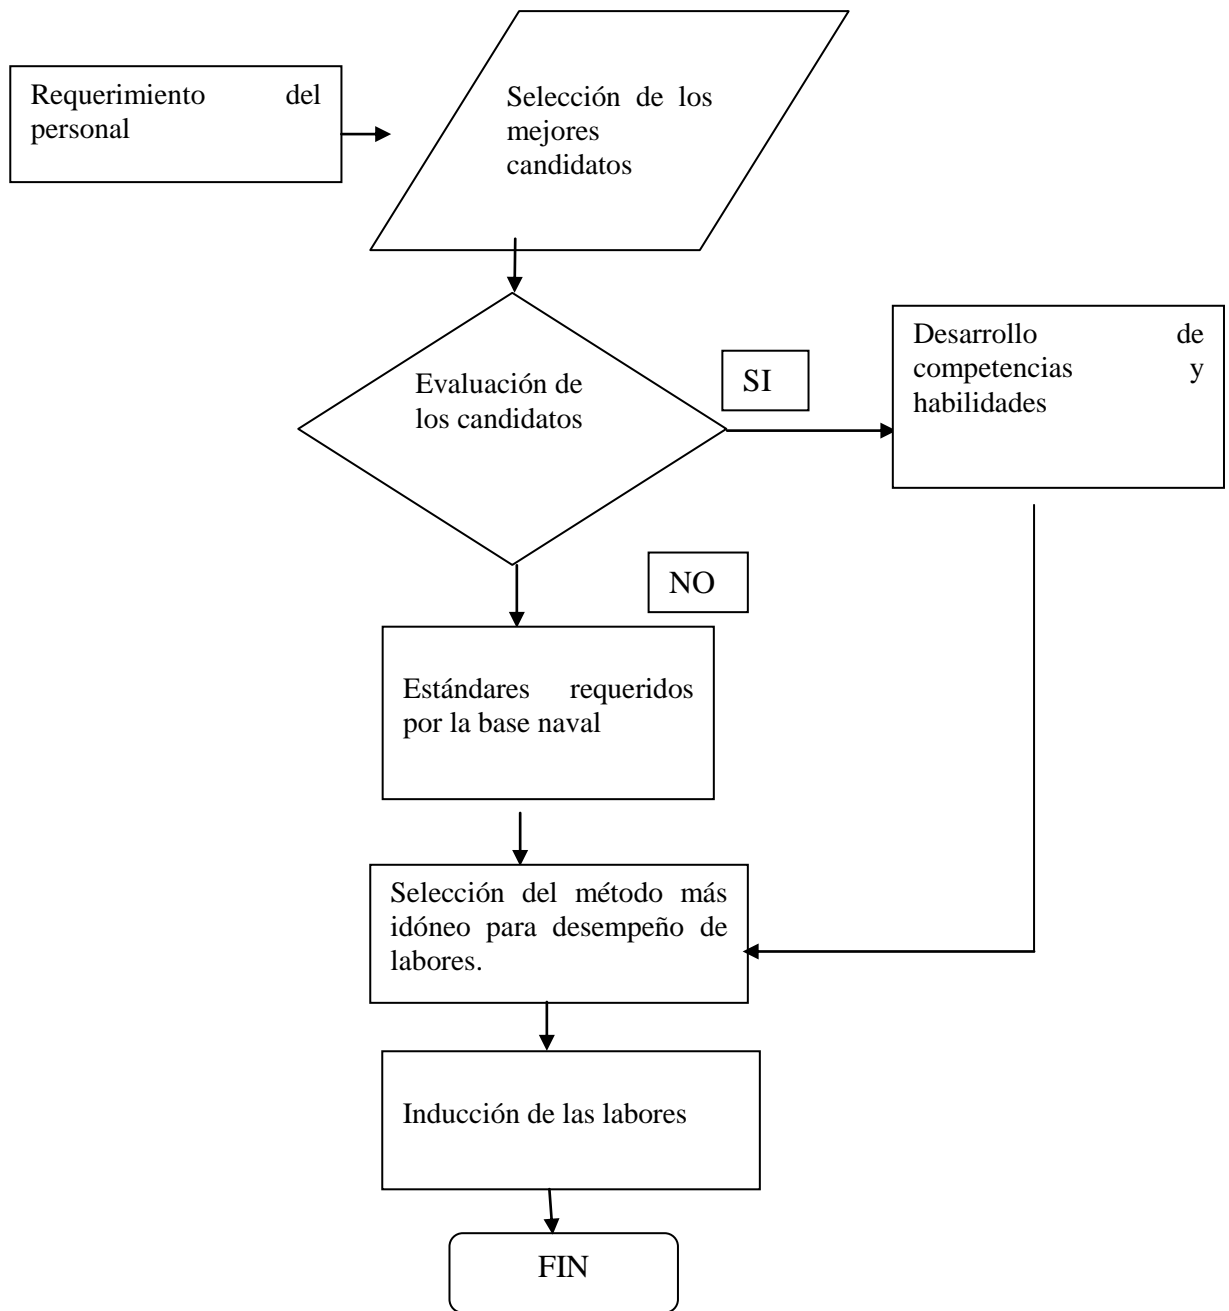 Requerimiento del
personal
Selección de los
mejores
candidatos
Evaluación de
los candidatos
SI
Desarrollo de
competencias y
habilidades
NO
Estándares requeridos
por la base naval
Selección del método más
idóneo para desempeño de
labores.
Inducción de las labores
FIN